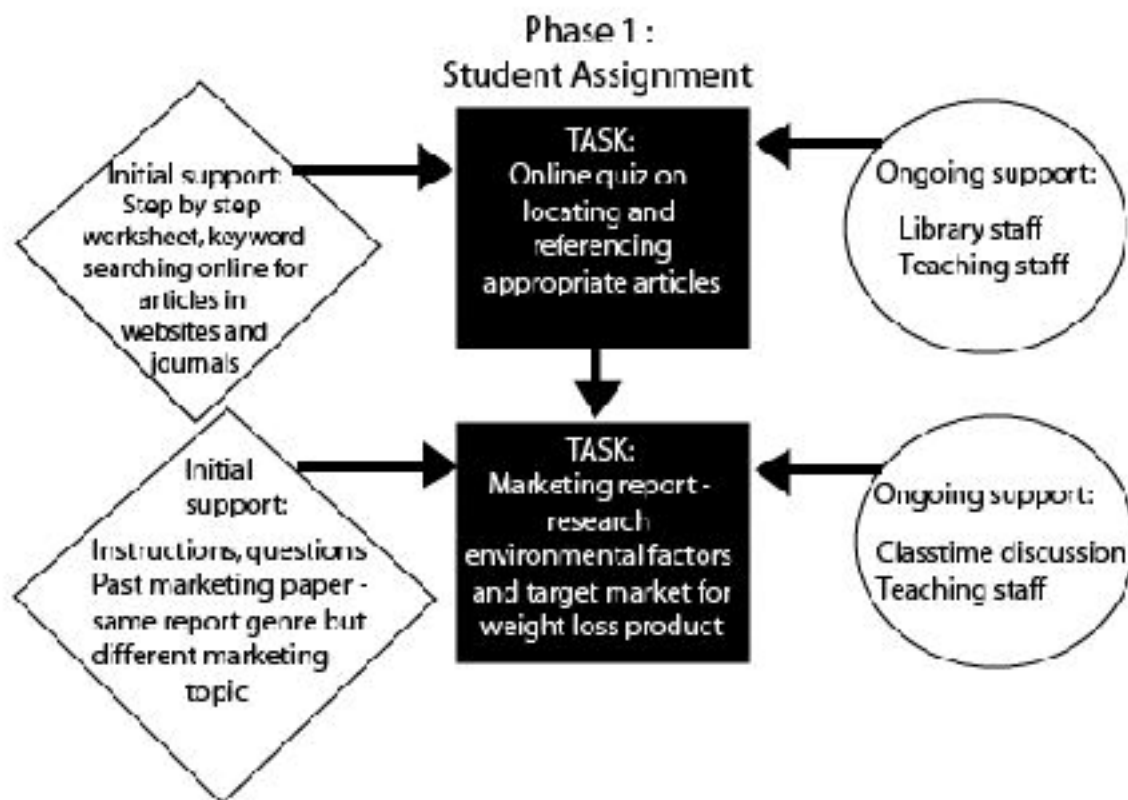 Phase 1 :
Student Assignment
Initial support:
Step by step
worksheet, keyword
searching online for
articles in
websites and
journals
TASK:
Online quiz on
locating and
referencing
appropriate articles
Ongoing support:
Library staff
Teaching staff
Initial
support:
Instructions, questions
Past marketing paper -
same report genre but
different marketing
topic
TASK:
Marketing report -
research
environmental factors
and target market for
weight loss product
Ongoing support:
Classtime discussion
Teaching staff